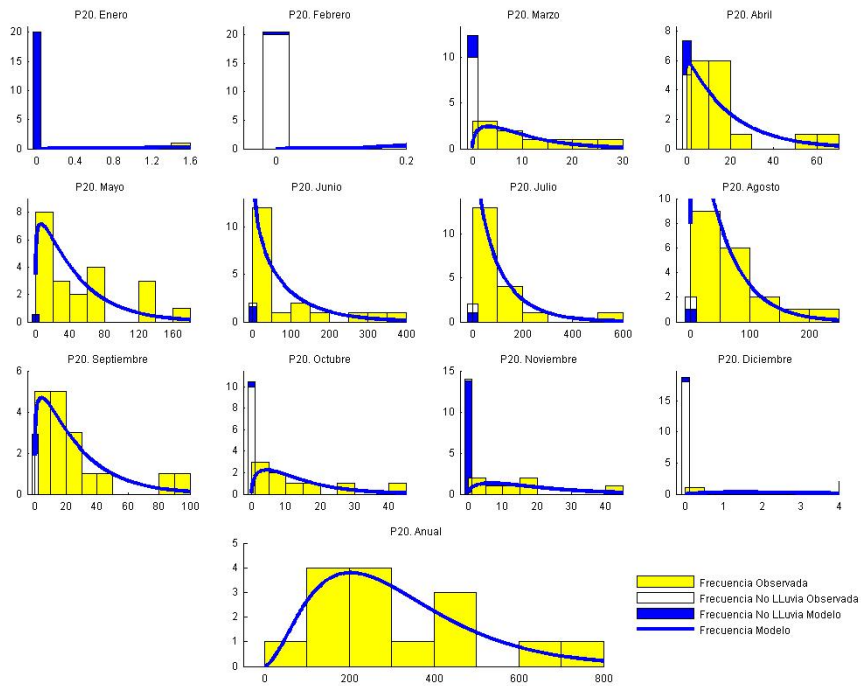 P20. Enero
20
15
10
5
0
0 0.4 0.8 1.2 1.6
P20. Febrero
20
15
10
5
0
0 0.2
P20. Marzo
10
5
0
0 10 20 30
P20. Abril
8
6
4
2
0
0 20 40 60
P20. Mayo
8
6
4
2
0
0 40 80 120 160
P20. Junio
10
5
0
0 100 200 300 400
P20. Julio
10
5
0
0 200 400 600
P20. Agosto
10
8
6
4
2
0
0 100 200
P20. Septiembre
6
4
2
0
0 20 40 60 80 100
P20. Octubre
10
8
6
4
2
0
0 10 20 30 40
P20. Noviembre
15
10
5
0
0 10 20 30 40
P20. Diciembre
15
10
5
0
0 1 2 3 4
P20. Anual
5
4
3
2
1
0
0 200 400 600 800
Frecuencia Observada
Frecuencia No LLuvia Observada
Frecuencia No LLuvia Modelo
Frecuencia Modelo